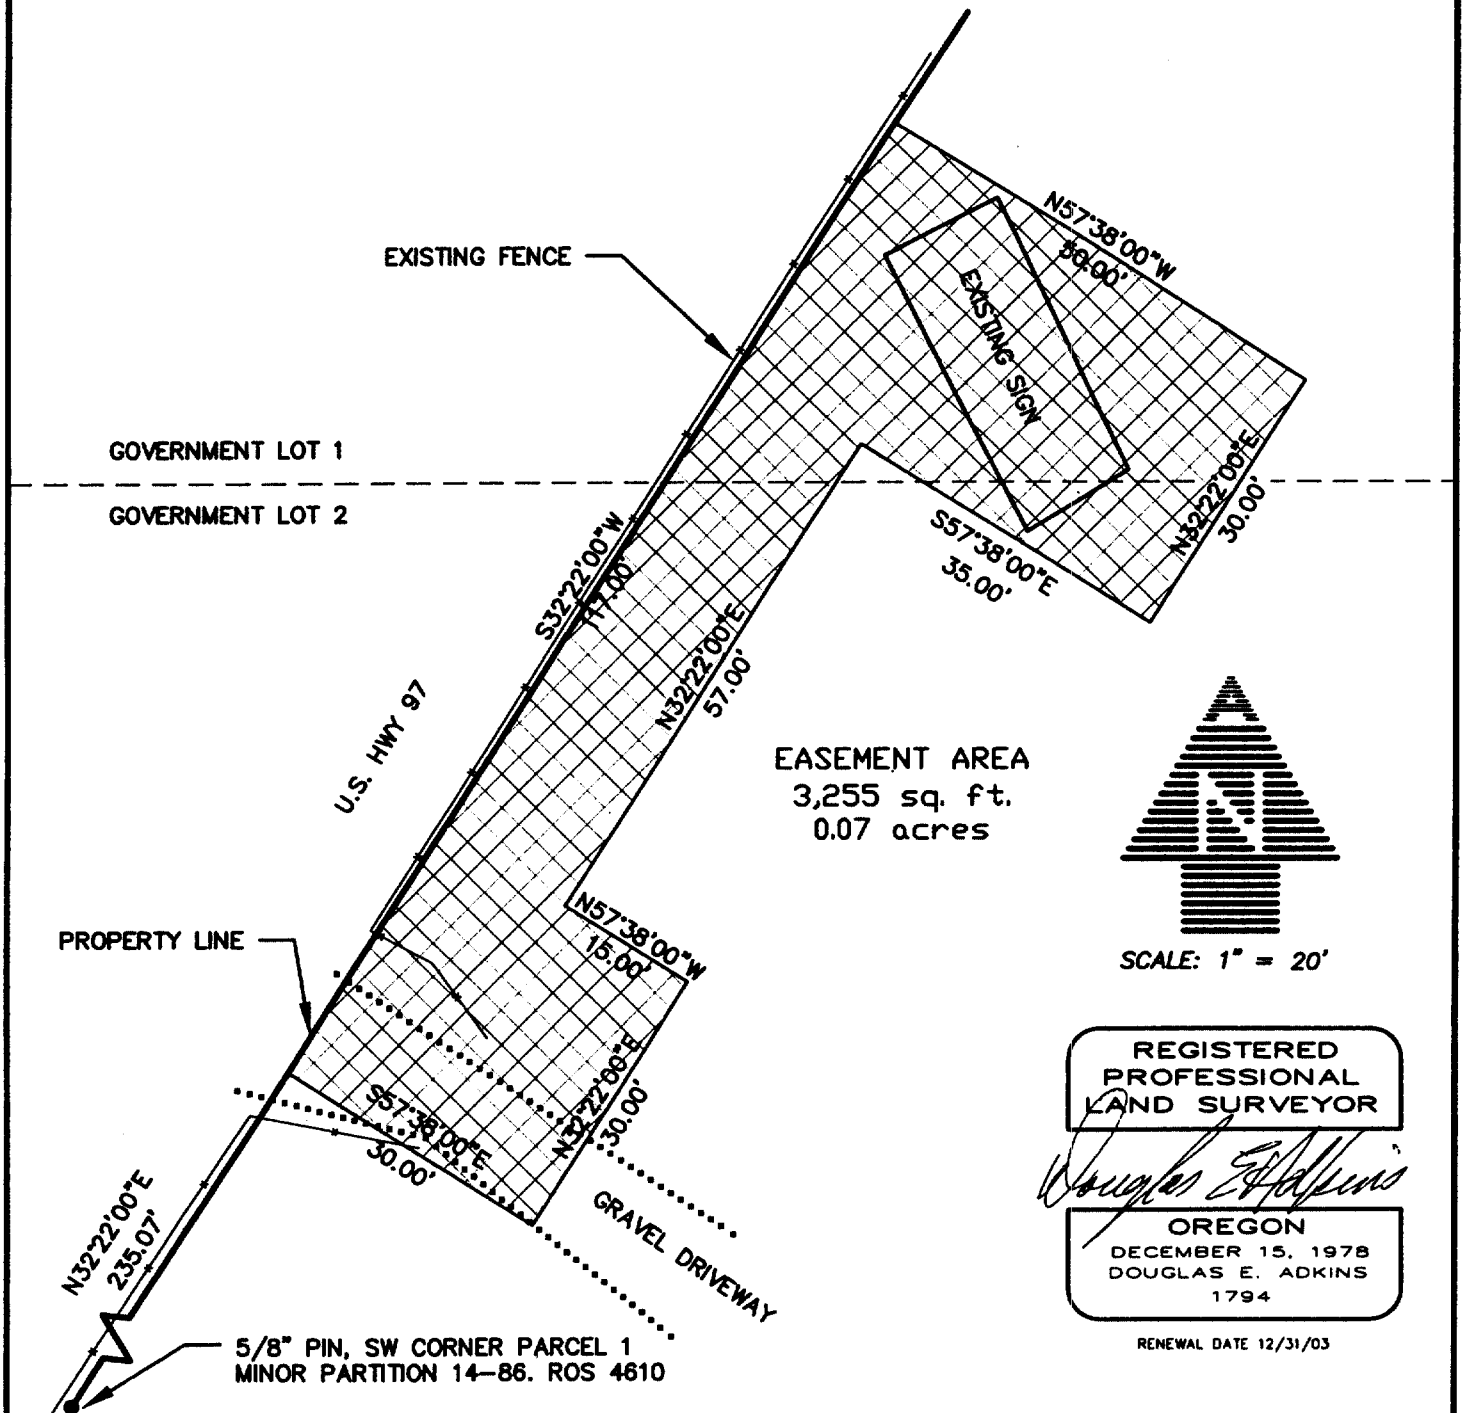 N57°38'00"W
50.00'
EXISTING FENCE
EXISTING SIGN
GOVERNMENT LOT 1
GOVERNMENT LOT 2
N32°22'00"E
30.00'
S57°38'00"E
35.00'
S32°22'00"W
117.00'
N32°22'00"E
57.00'
U.S. HWY 97
EASEMENT AREA
3,255 sq. ft.
0.07 acres
A
N
SCALE: 1" = 20'
PROPERTY LINE
N57°38'00"W
15.00'
N32°22'00"E
30.00'
S57°38'00"E
30.00'
GRAVEL DRIVEWAY
N32°22'00"E
235.07'
5/8" PIN, SW CORNER PARCEL 1
MINOR PARTITION 14-86. ROS 4610
REGISTERED
PROFESSIONAL
LAND SURVEYOR
Douglas E Adkins
OREGON
DECEMBER 15, 1978
DOUGLAS E. ADKINS
1794
RENEWAL DATE 12/31/03